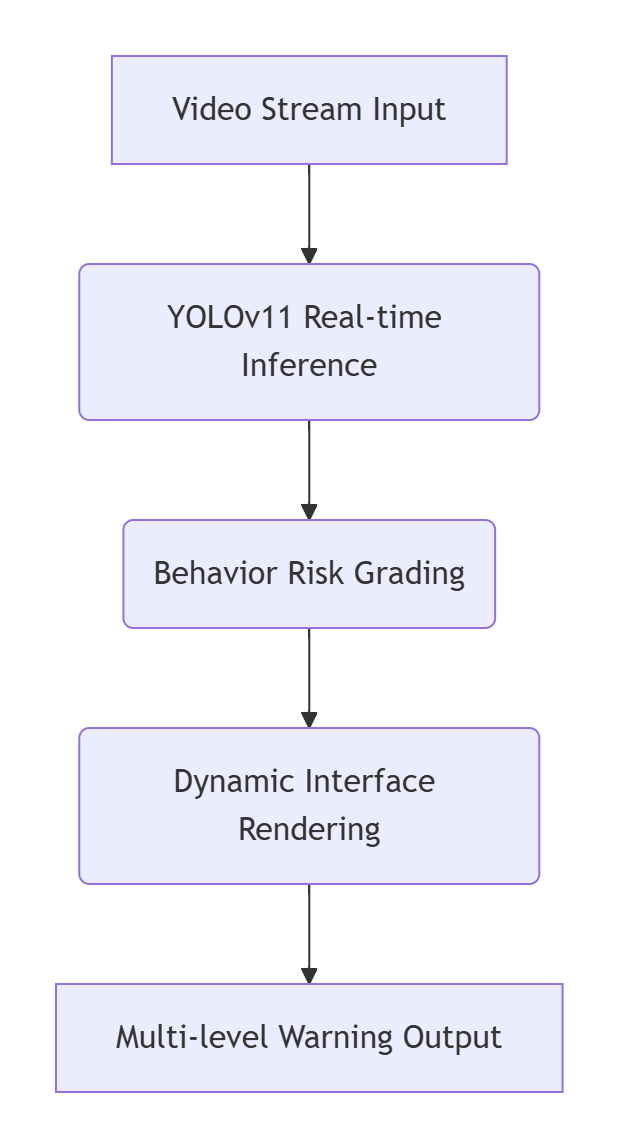 Video Stream Input
YOLOv11 Real-time
Inference
Behavior Risk Grading
Dynamic Interface
Rendering
Multi-level Warning Output